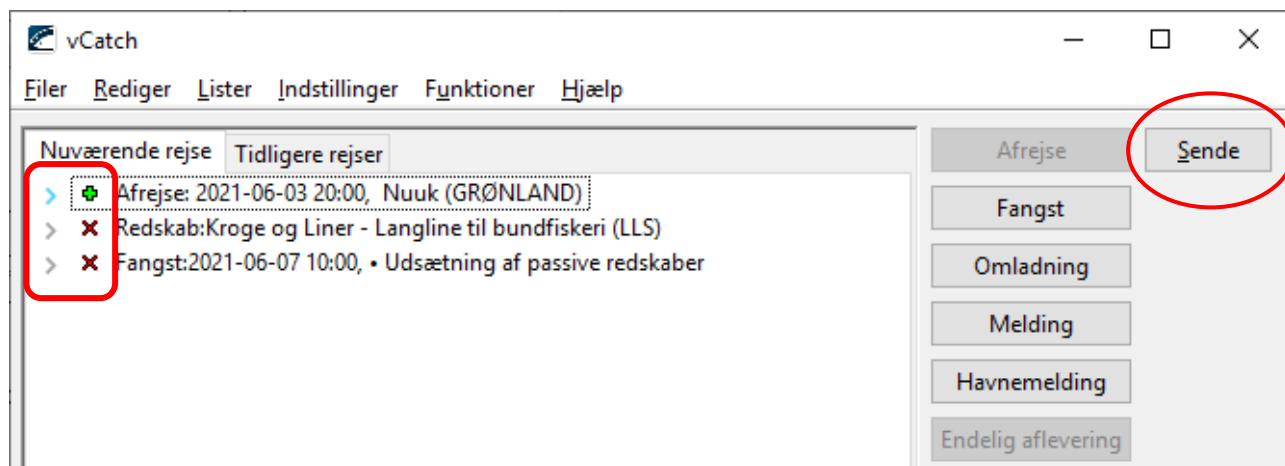 vCatch
Filer Rediger Lister Indstillinger Funktioner Hjælp
Nuværende rejse Tidligere rejser
Afrejse: 2021-06-03 20:00, Nuuk (GRØNLAND)
Redskab:Kroge og Liner - Langline til bundfiskeri (LLS)
Fangst:2021-06-07 10:00, • Udsætning af passive redskaber
Afrejse Sende
Fangst
Omladning
Melding
Havnemelding
Endelig aflevering